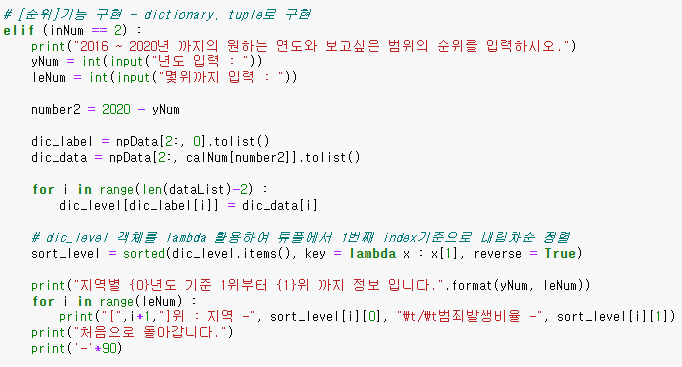 # [순위]기능 구현 - dictionary, tuple로 구현
elif (inNum == 2) :
    print("2016 ~ 2020년 까지의 원하는 연도와 보고싶은 범위의 순위를 입력하시오.")
    yNum = int(input("년도 입력 : "))
    leNum = int(input("몇위까지 입력 : "))
    number2 = 2020 - yNum
    dic_label = npData[2:, 0].tolist()
    dic_data = npData[2:, calNum[number2]].tolist()
    for i in range(len(dataList)-2) :
        dic_level[dic_label[i]] = dic_data[i]
    # dic_level 객체를 lambda 활용하여 튜플에서 1번째 index기준으로 내림차순 정렬
    sort_level = sorted(dic_level.items(), key = lambda x : x[1], reverse = True)
    print("지역별 {0}년도 기준 1위부터 {1}위 까지 정보 입니다.".format(yNum, leNum))
    for i in range(leNum) :
        print("[",i+1,"]위 : 지역 -", sort_level[i][0], "₩t/₩t범죄발생비율 -", sort_level[i][1])
    print("처음으로 돌아갑니다.")
    print('-'*90)